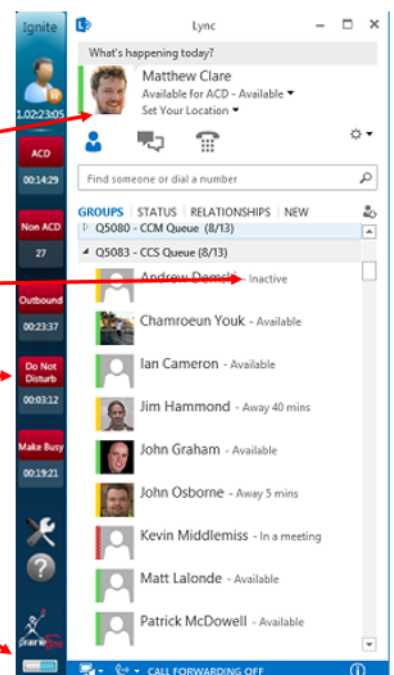 Ignite
Lync
What's happening today?
Matthew Clare
Available for ACD - Available
Set Your Location
1.02:23:05
ACD
00:14:29
Non ACD
27
Outbound
00:23:37
Do Not
Disturb
00:03:12
Make Busy
00:19:21
prairieFyre
Find someone or dial a number
GROUPS STATUS RELATIONSHIPS NEW
Q5080 - CCM Queue (8/13)
Q5083 - CCS Queue (8/13)
Andrew Demski - Inactive
Chamroeun Youk - Available
Ian Cameron - Available
Jim Hammond - Away 40 mins
John Graham - Available
John Osborne - Away 5 mins
Kevin Middlemiss - In a meeting
Matt Lalonde - Available
Patrick McDowell - Available
CALL FORWARDING OFF